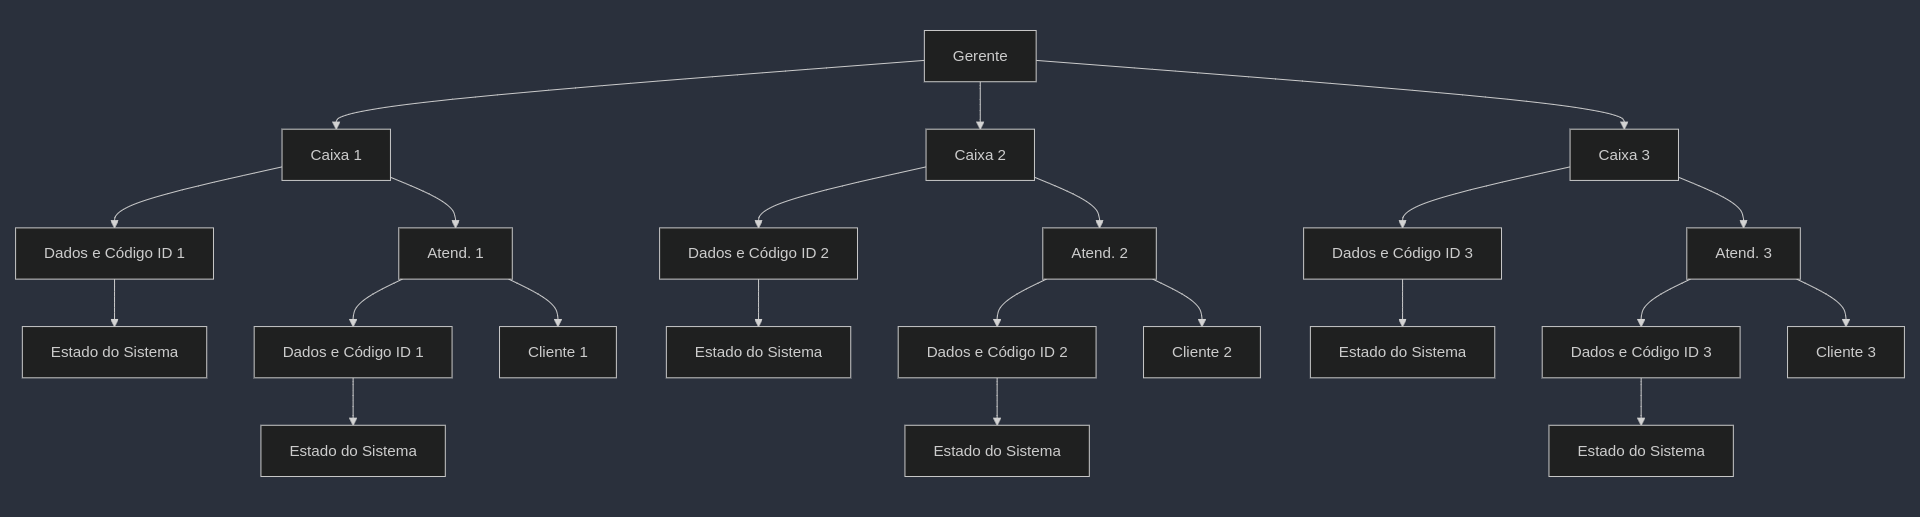 Gerente
Caixa 1
Caixa 2
Caixa 3
Dados e Código ID 1
Atend. 1
Dados e Código ID 2
Atend. 2
Dados e Código ID 3
Atend. 3
Estado do Sistema
Dados e Código ID 1
Cliente 1
Estado do Sistema
Dados e Código ID 2
Cliente 2
Estado do Sistema
Dados e Código ID 3
Cliente 3
Estado do Sistema
Estado do Sistema
Estado do Sistema